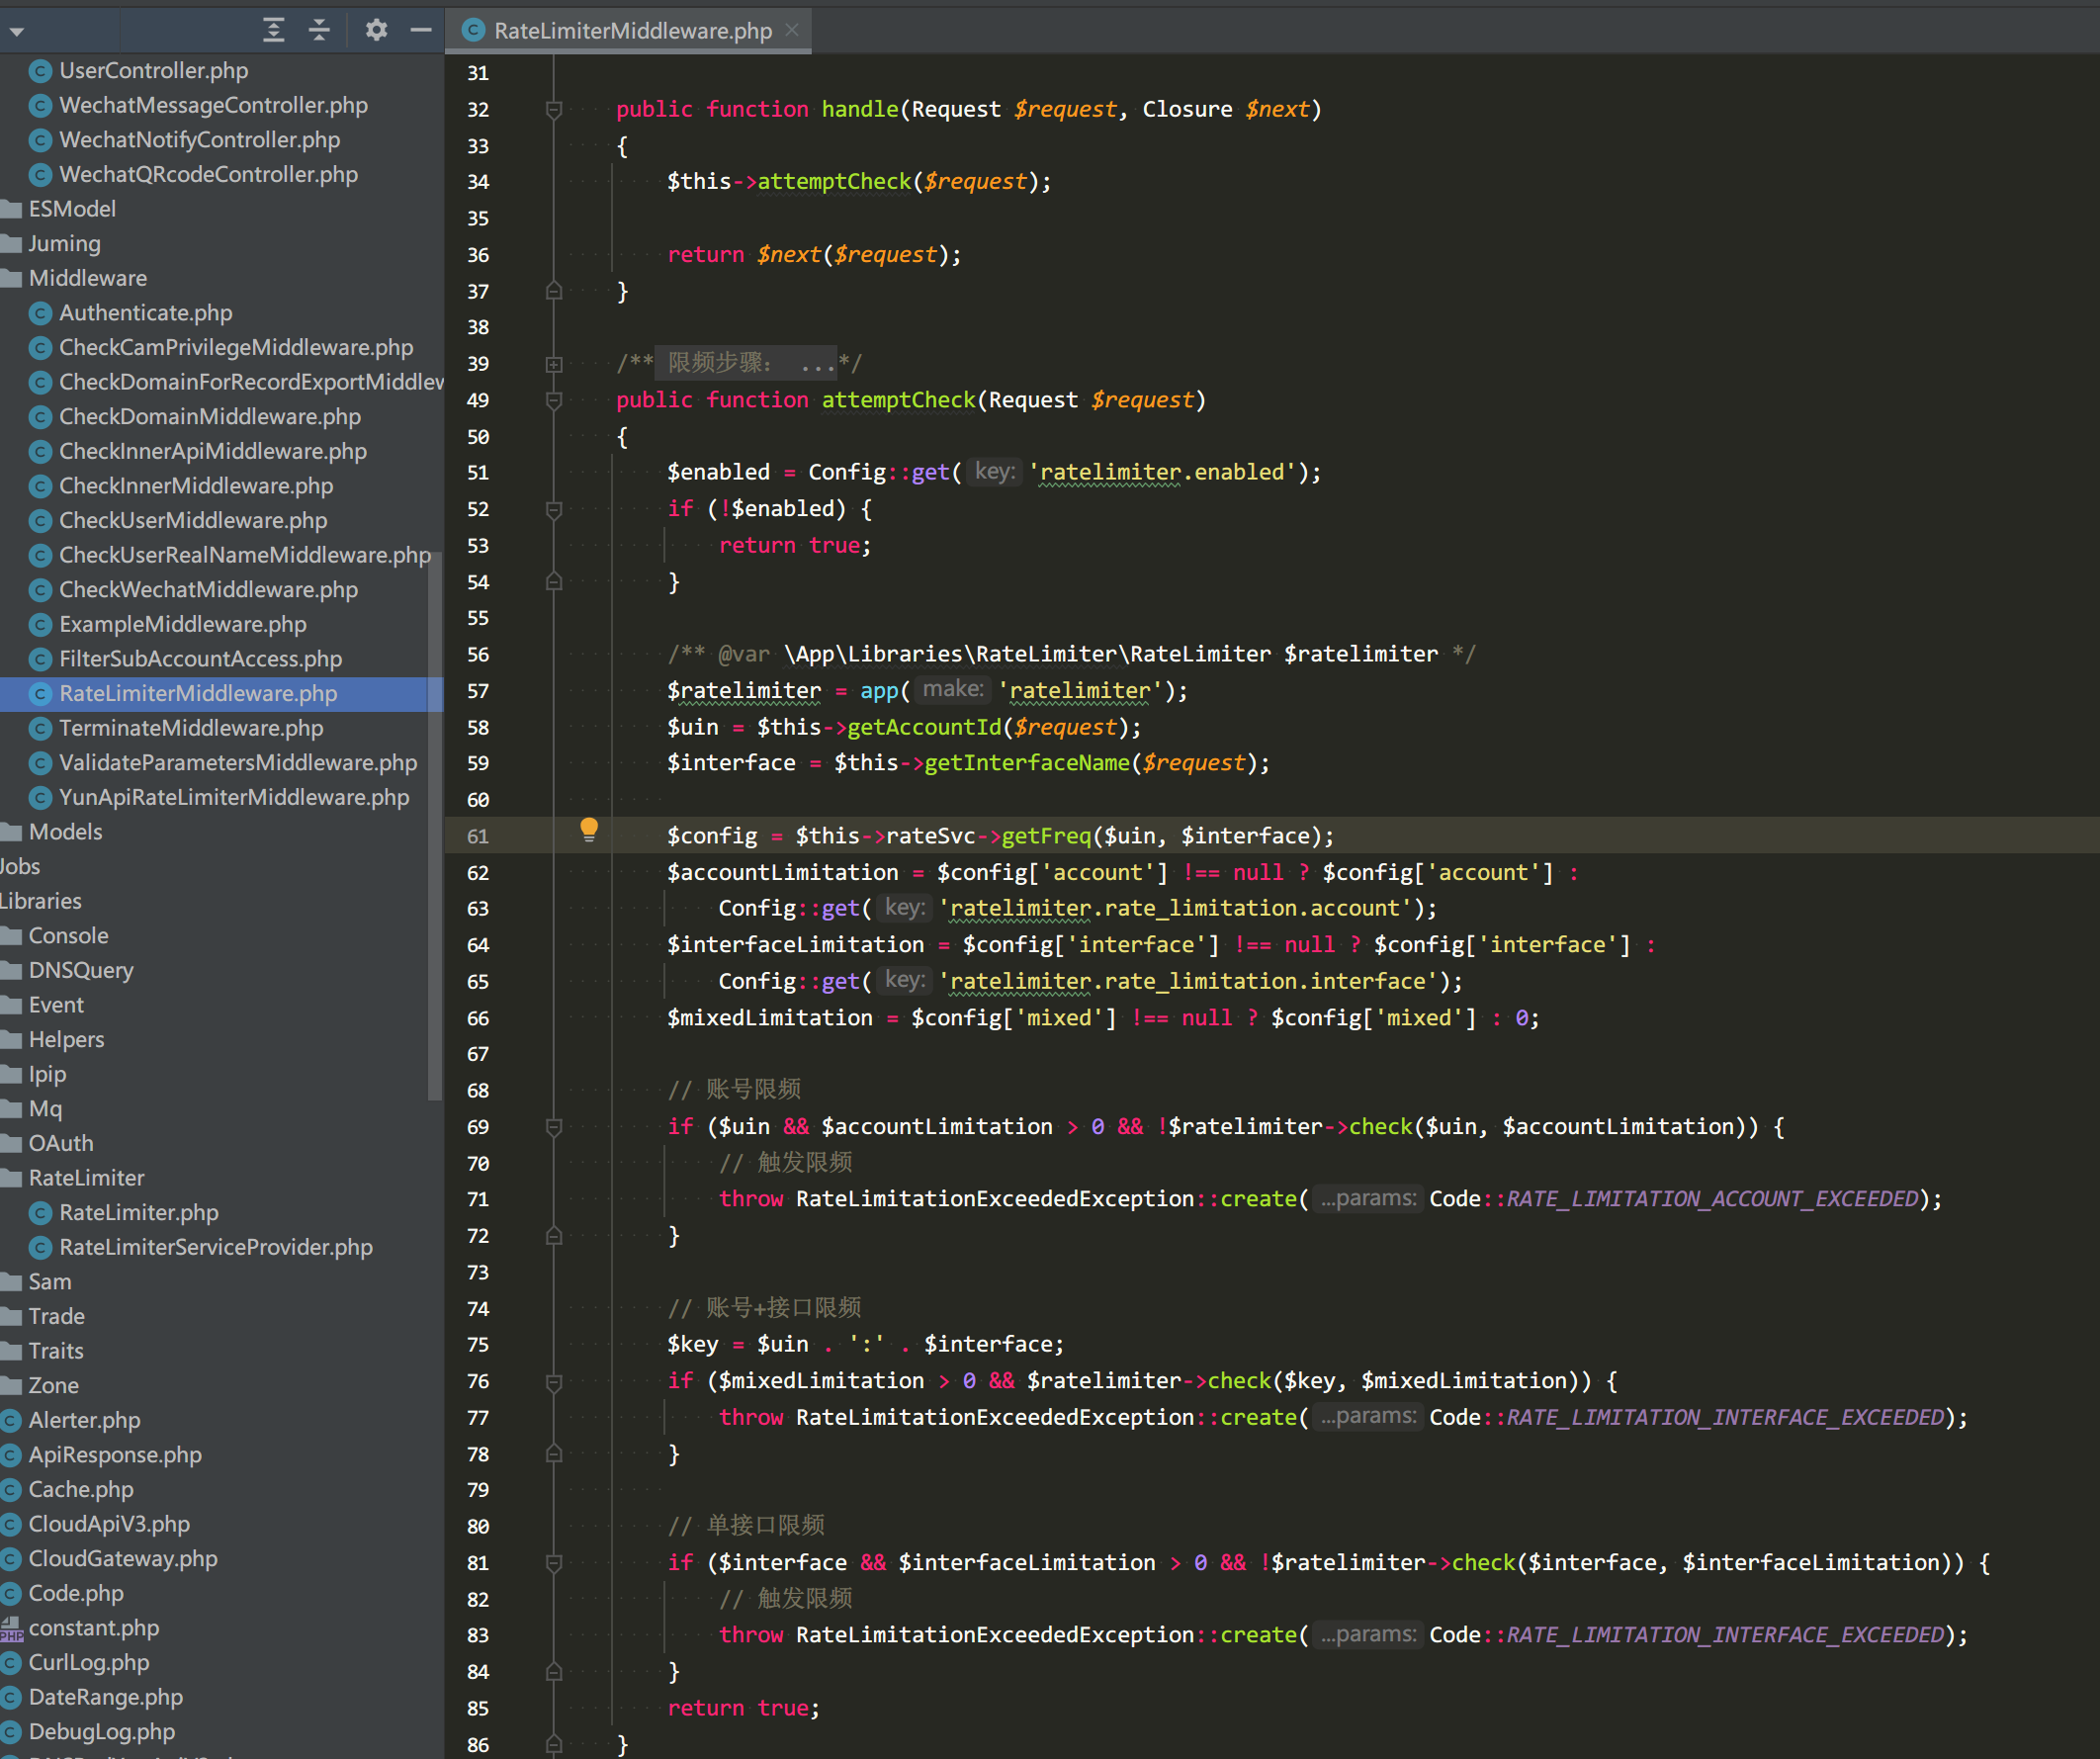 RateLimiterMiddleware.php
UserController.php
WechatMessageController.php
WechatNotifyController.php
WechatQRcodeController.php
ESModel
Juming
Middleware
Authenticate.php
CheckCamPrivilegeMiddleware.php
CheckDomainForRecordExportMiddlew
CheckDomainMiddleware.php
CheckInnerApiMiddleware.php
CheckInnerMiddleware.php
CheckUserMiddleware.php
CheckUserRealNameMiddleware.php
CheckWechatMiddleware.php
ExampleMiddleware.php
FilterSubAccountAccess.php
RateLimiterMiddleware.php
TerminateMiddleware.php
ValidateParametersMiddleware.php
YunApiRateLimiterMiddleware.php
Models
Jobs
Libraries
Console
DNSQuery
Event
Helpers
Ipip
Mq
OAuth
RateLimiter
RateLimiter.php
RateLimiterServiceProvider.php
Sam
Trade
Traits
Zone
Alerter.php
ApiResponse.php
Cache.php
CloudApiV3.php
CloudGateway.php
Code.php
constant.php
CurlLog.php
DateRange.php
DebugLog.php
31
32 public function handle(Request $request, Closure $next)
33 {
34 $this->attemptCheck($request);
35
36 return $next($request);
37 }
38
39 /** 限频步骤: ...*/
49 public function attemptCheck(Request $request)
50 {
51 $enabled = Config::get( key: 'ratelimiter.enabled');
52 if (!$enabled) {
53 return true;
54 }
55
56 /** @var \App\Libraries\RateLimiter\RateLimiter $ratelimiter */
57 $ratelimiter = app( make: 'ratelimiter');
58 $uin = $this->getAccountId($request);
59 $interface = $this->getInterfaceName($request);
60
61 $config = $this->rateSvc->getFreq($uin, $interface);
62 $accountLimitation = $config['account'] !== null ? $config['account'] :
63 Config::get( key: 'ratelimiter.rate_limitation.account');
64 $interfaceLimitation = $config['interface'] !== null ? $config['interface'] :
65 Config::get( key: 'ratelimiter.rate_limitation.interface');
66 $mixedLimitation = $config['mixed'] !== null ? $config['mixed'] : 0;
67
68 // 账号限频
69 if ($uin && $accountLimitation > 0 && !$ratelimiter->check($uin, $accountLimitation)) {
70 // 触发限频
71 throw RateLimitationExceededException::create( ...params: Code::RATE_LIMITATION_ACCOUNT_EXCEEDED);
72 }
73
74 // 账号+接口限频
75 $key = $uin . ':' . $interface;
76 if ($mixedLimitation > 0 && $ratelimiter->check($key, $mixedLimitation)) {
77 throw RateLimitationExceededException::create( ...params: Code::RATE_LIMITATION_INTERFACE_EXCEEDED);
78 }
79
80 // 单接口限频
81 if ($interface && $interfaceLimitation > 0 && !$ratelimiter->check($interface, $interfaceLimitation)) {
82 // 触发限频
83 throw RateLimitationExceededException::create( ...params: Code::RATE_LIMITATION_INTERFACE_EXCEEDED);
84 }
85 return true;
86 }